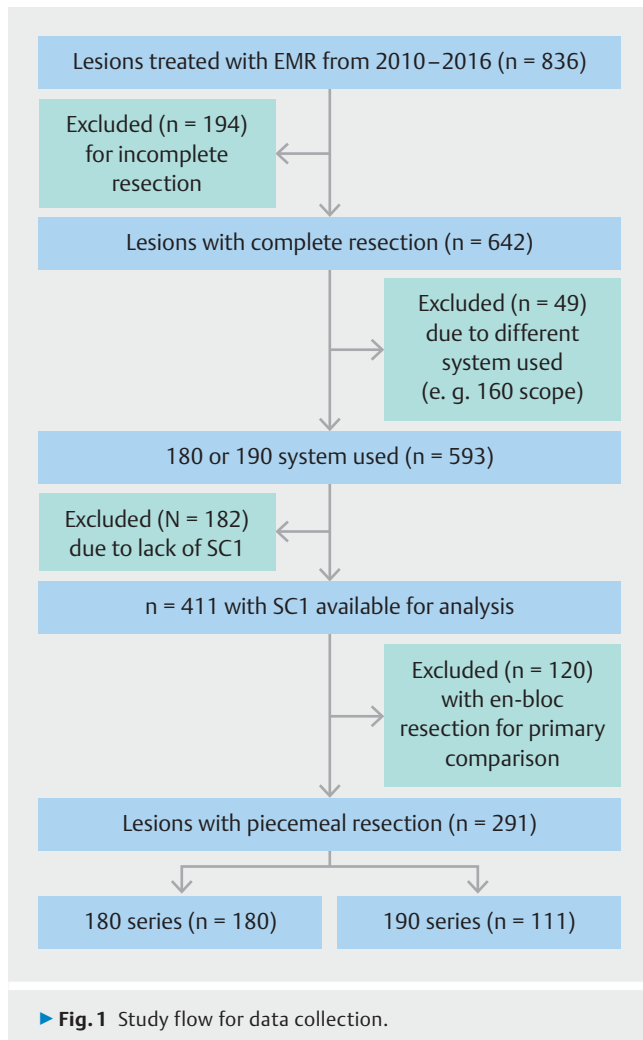 Lesions treated with EMR from 2010–2016 (n = 836)
Excluded (n = 194)
for incomplete
resection
Lesions with complete resection (n = 642)
Excluded (n = 49)
due to different
system used
(e. g. 160 scope)
180 or 190 system used (n = 593)
Excluded (N = 182)
due to lack of SC1
n = 411 with SC1 available for analysis
Excluded (n = 120)
with en-bloc
resection for primary
comparison
Lesions with piecemeal resection (n = 291)
180 series (n = 180)
190 series (n = 111)
▶ Fig. 1 Study flow for data collection.